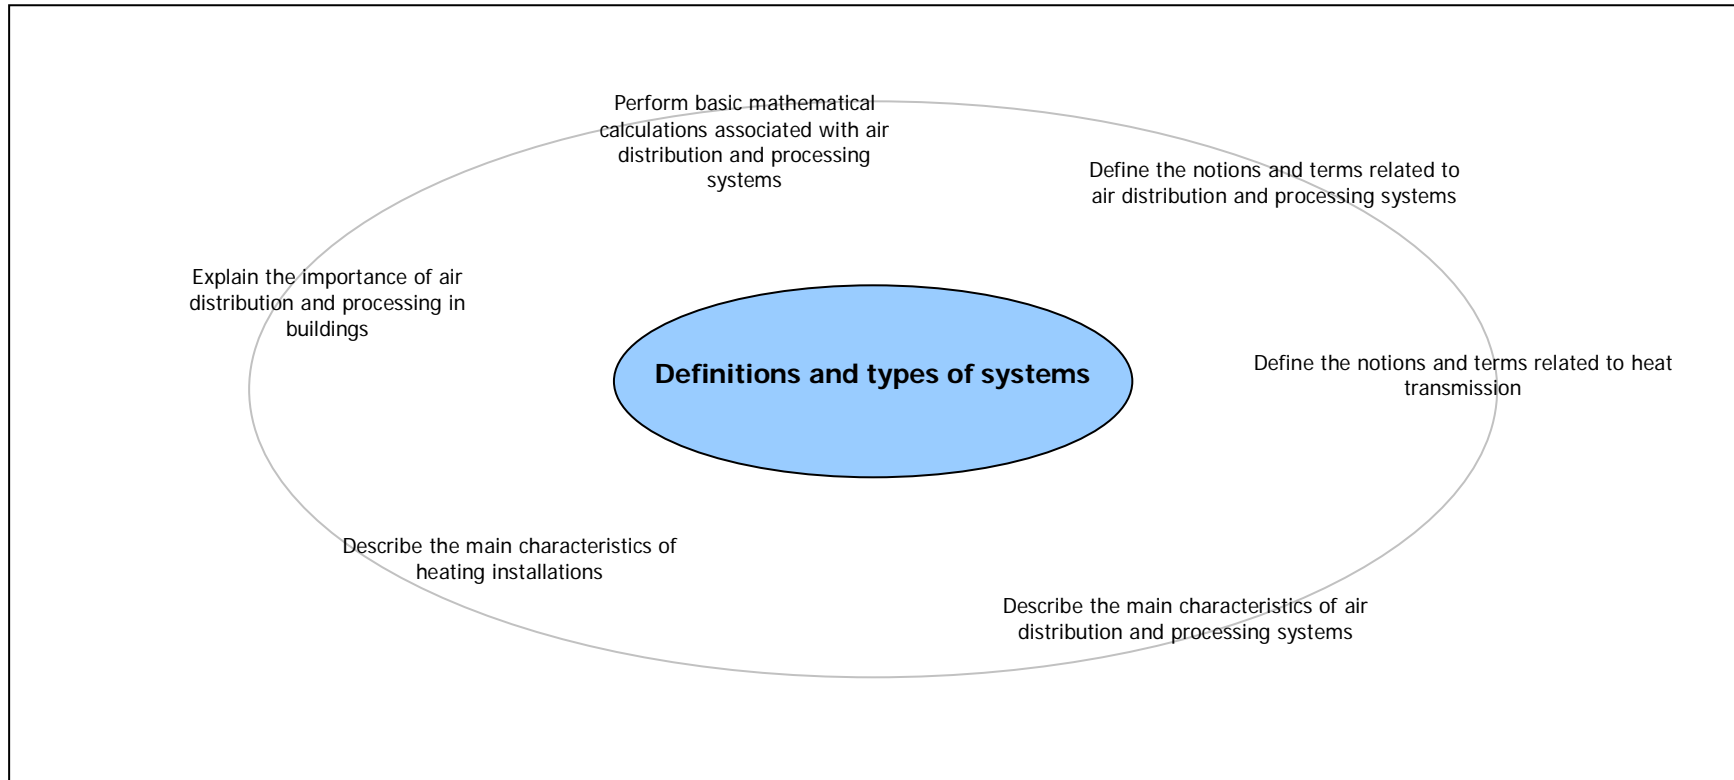 Perform basic mathematical
calculations associated with air
distribution and processing
systems
Define the notions and terms related to
air distribution and processing systems
Explain the importance of air
distribution and processing in
buildings
Definitions and types of systems
Define the notions and terms related to heat
transmission
Describe the main characteristics of
heating installations
Describe the main characteristics of air
distribution and processing systems